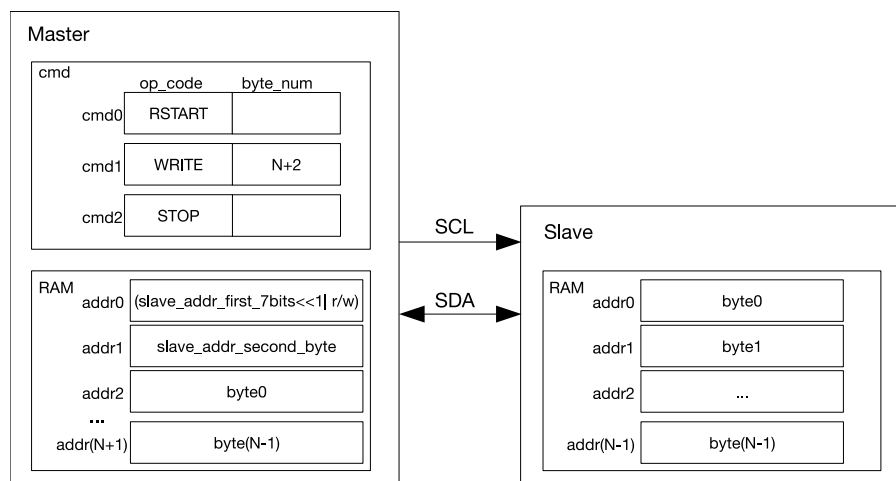 Master
cmd
op_code byte_num
cmd0 RSTART
cmd1 WRITE N+2
cmd2 STOP
RAM
addr0 (slave_addr_first_7bits<<1| r/w)
addr1 slave_addr_second_byte
addr2 byte0
...
addr(N+1) byte(N-1)
SCL
SDA
Slave
RAM
addr0 byte0
addr1 byte1
addr2 ...
addr(N-1) byte(N-1)